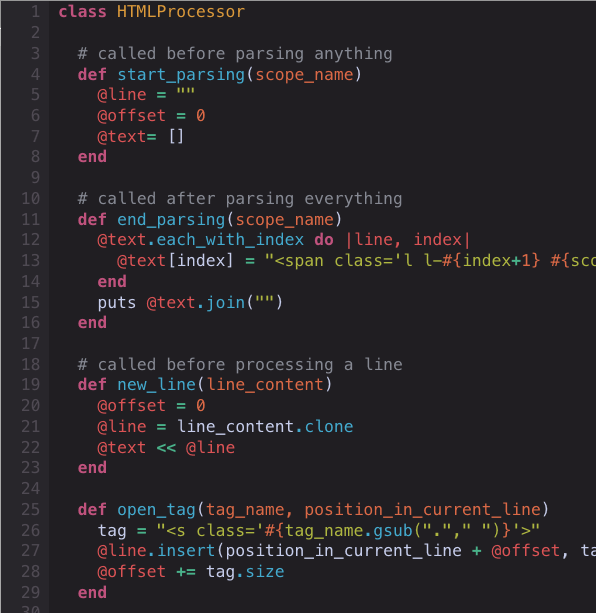 1 class HTMLProcessor
2
3   # called before parsing anything
4   def start_parsing(scope_name)
5     @line = ""
6     @offset = 0
7     @text= []
8   end
9
10   # called after parsing everything
11   def end_parsing(scope_name)
12     @text.each_with_index do |line, index|
13       @text[index] = "<span class='l l-#{index+1} #{sco
14     end
15     puts @text.join("")
16   end
17
18   # called before processing a line
19   def new_line(line_content)
20     @offset = 0
21     @line = line_content.clone
22     @text << @line
23   end
24
25   def open_tag(tag_name, position_in_current_line)
26     tag = "<s class='#{tag_name.gsub("."," ")}'>"
27     @line.insert(position_in_current_line + @offset, ta
28     @offset += tag.size
29   end
30